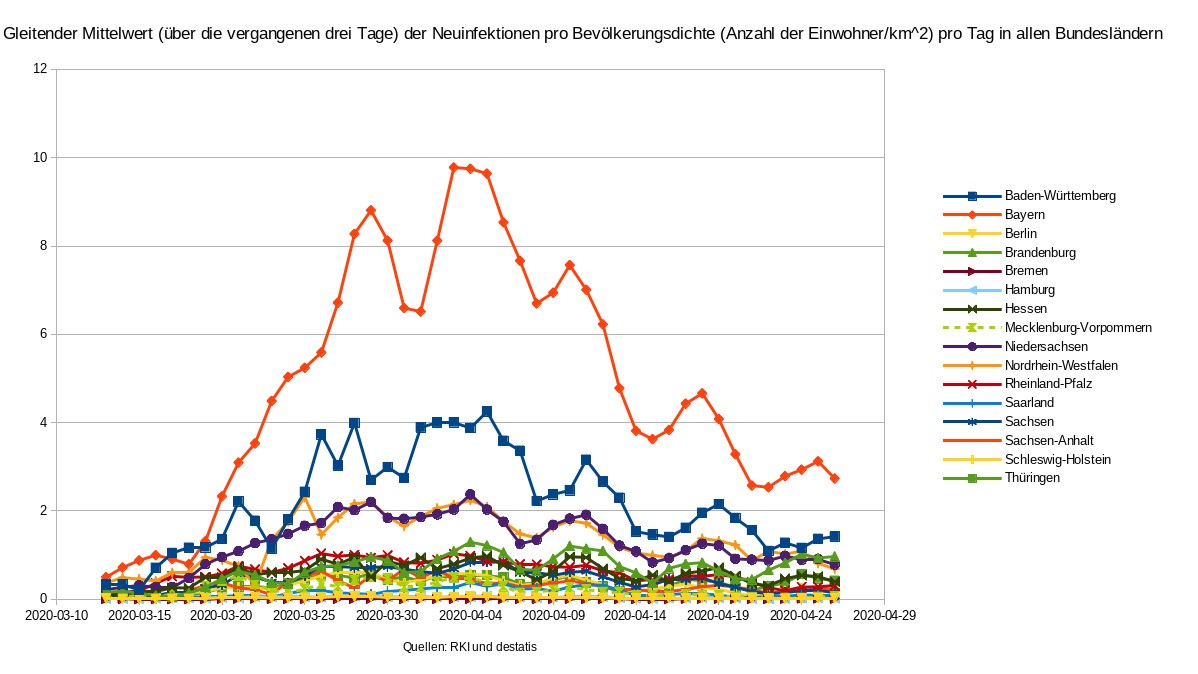 Gleitender Mittelwert (über die vergangenen drei Tage) der Neuinfektionen pro Bevölkerungsdichte (Anzahl der Einwohner/km^2) pro Tag in allen Bundesländern
12
10
8
6
4
2
0
2020-03-10 2020-03-15 2020-03-20 2020-03-25 2020-03-30 2020-04-04 2020-04-09 2020-04-14 2020-04-19 2020-04-24 2020-04-29
Quellen: RKI und destatis
Baden-Württemberg
Bayern
Berlin
Brandenburg
Bremen
Hamburg
Hessen
Mecklenburg-Vorpommern
Niedersachsen
Nordrhein-Westfalen
Rheinland-Pfalz
Saarland
Sachsen
Sachsen-Anhalt
Schleswig-Holstein
Thüringen